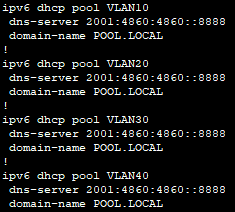 ipv6 dhcp pool VLAN10
dns-server 2001:4860:4860::8888
domain-name POOL.LOCAL
!
ipv6 dhcp pool VLAN20
dns-server 2001:4860:4860::8888
domain-name POOL.LOCAL
!
ipv6 dhcp pool VLAN30
dns-server 2001:4860:4860::8888
domain-name POOL.LOCAL
!
ipv6 dhcp pool VLAN40
dns-server 2001:4860:4860::8888
domain-name POOL.LOCAL